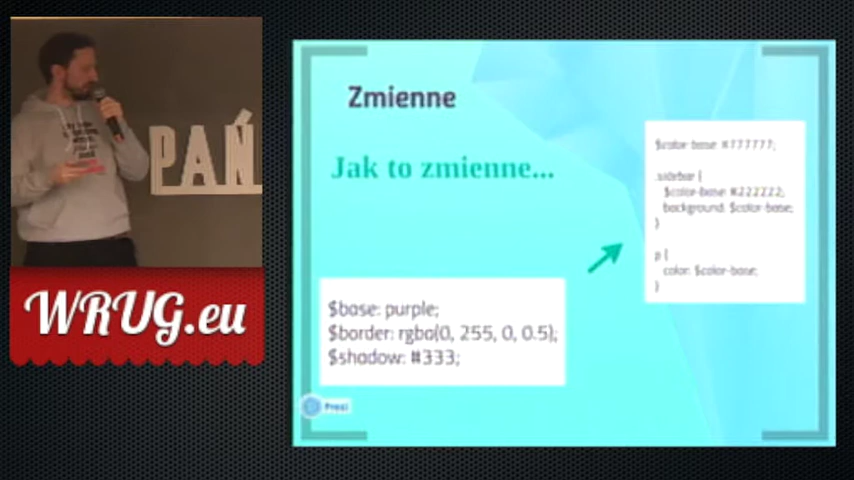 PAŃ
WRUG.eu
Zmienne
Jak to zmienne...
$base: purple;
$border: rgba(0, 255, 0, 0.5);
$shadow: #333;
$color-base: #777777;
.sidebar {
$color-base: #222222;
background: $color-base;
}
p {
color: $color-base;
}
Prezi